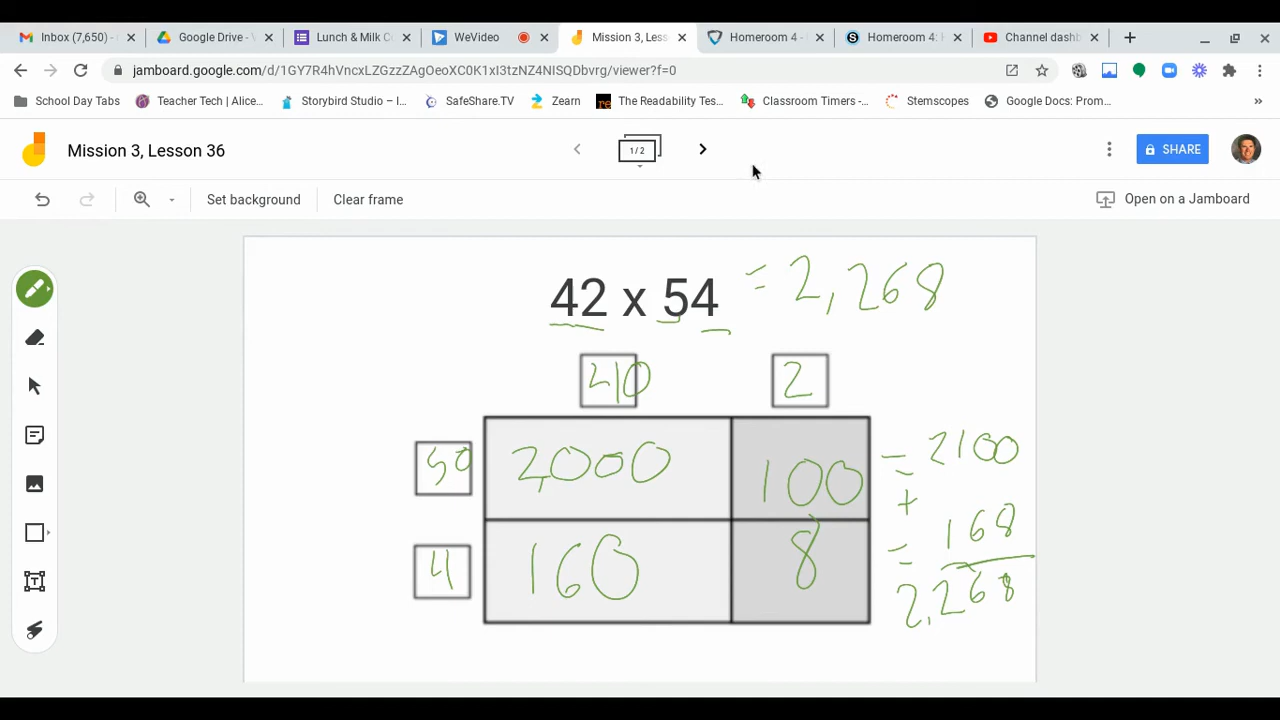 Inbox (7,650) -
Google Drive - \
Lunch & Milk Co
WeVideo
Mission 3, Less
Homeroom 4 -
Homeroom 4:
Channel dashb
jamboard.google.com/d/1GY7R4hVncxLZGzzZAgOeoXC0K1xI3tzNZ4NISQDbvrg/viewer?f=0
School Day Tabs
Teacher Tech | Alice...
Storybird Studio – I...
SafeShare.TV
Zearn
The Readability Tes...
Classroom Timers -...
Stemscopes
Google Docs: Prom...
»
Mission 3, Lesson 36
1 / 2
SHARE
Set background
Clear frame
Open on a Jamboard
42 x 54 = 2,268
40 2
50 2,000 100 = 2100
+
4 160 8 = 168
2,268